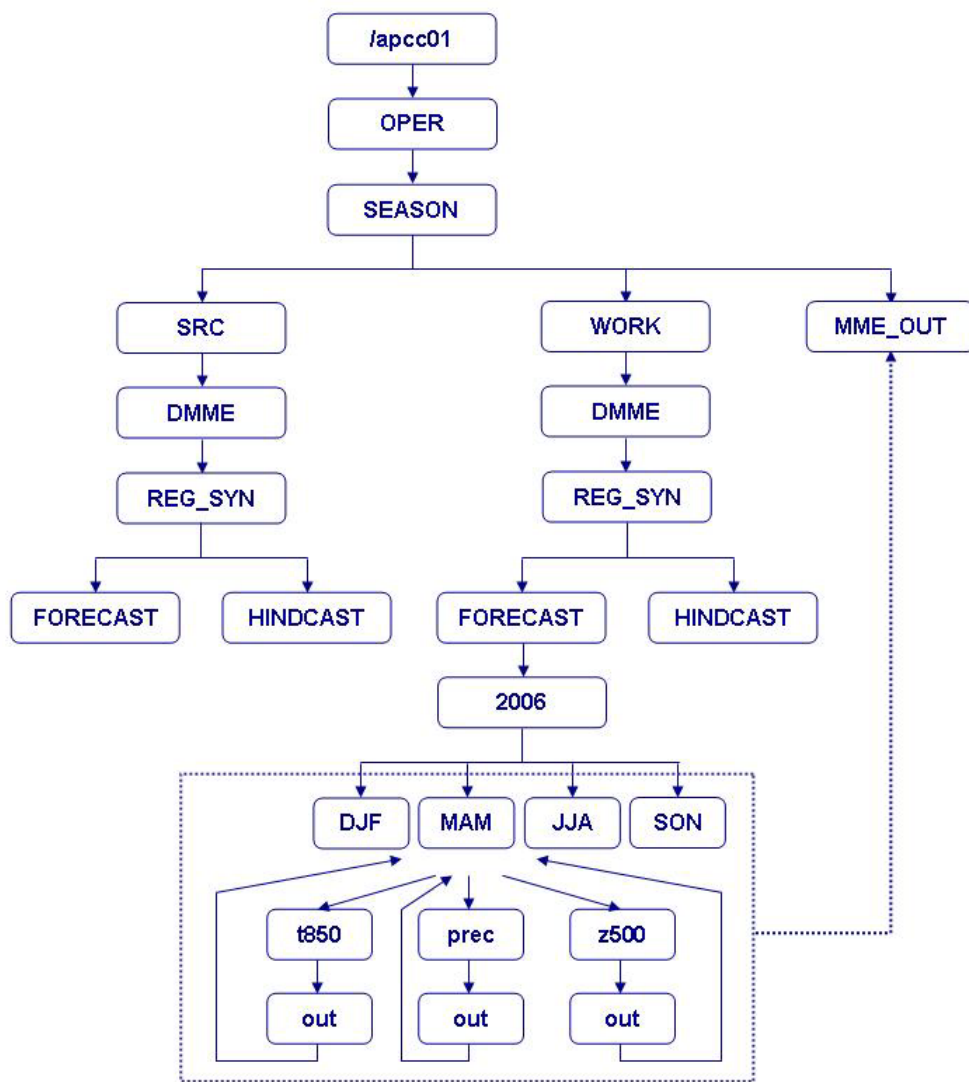 /apcc01
OPER
SEASON
SRC
WORK
MME_OUT
DMME
DMME
REG_SYN
REG_SYN
FORECAST
HINDCAST
FORECAST
HINDCAST
2006
DJF
MAM
JJA
SON
t850
prec
z500
out
out
out